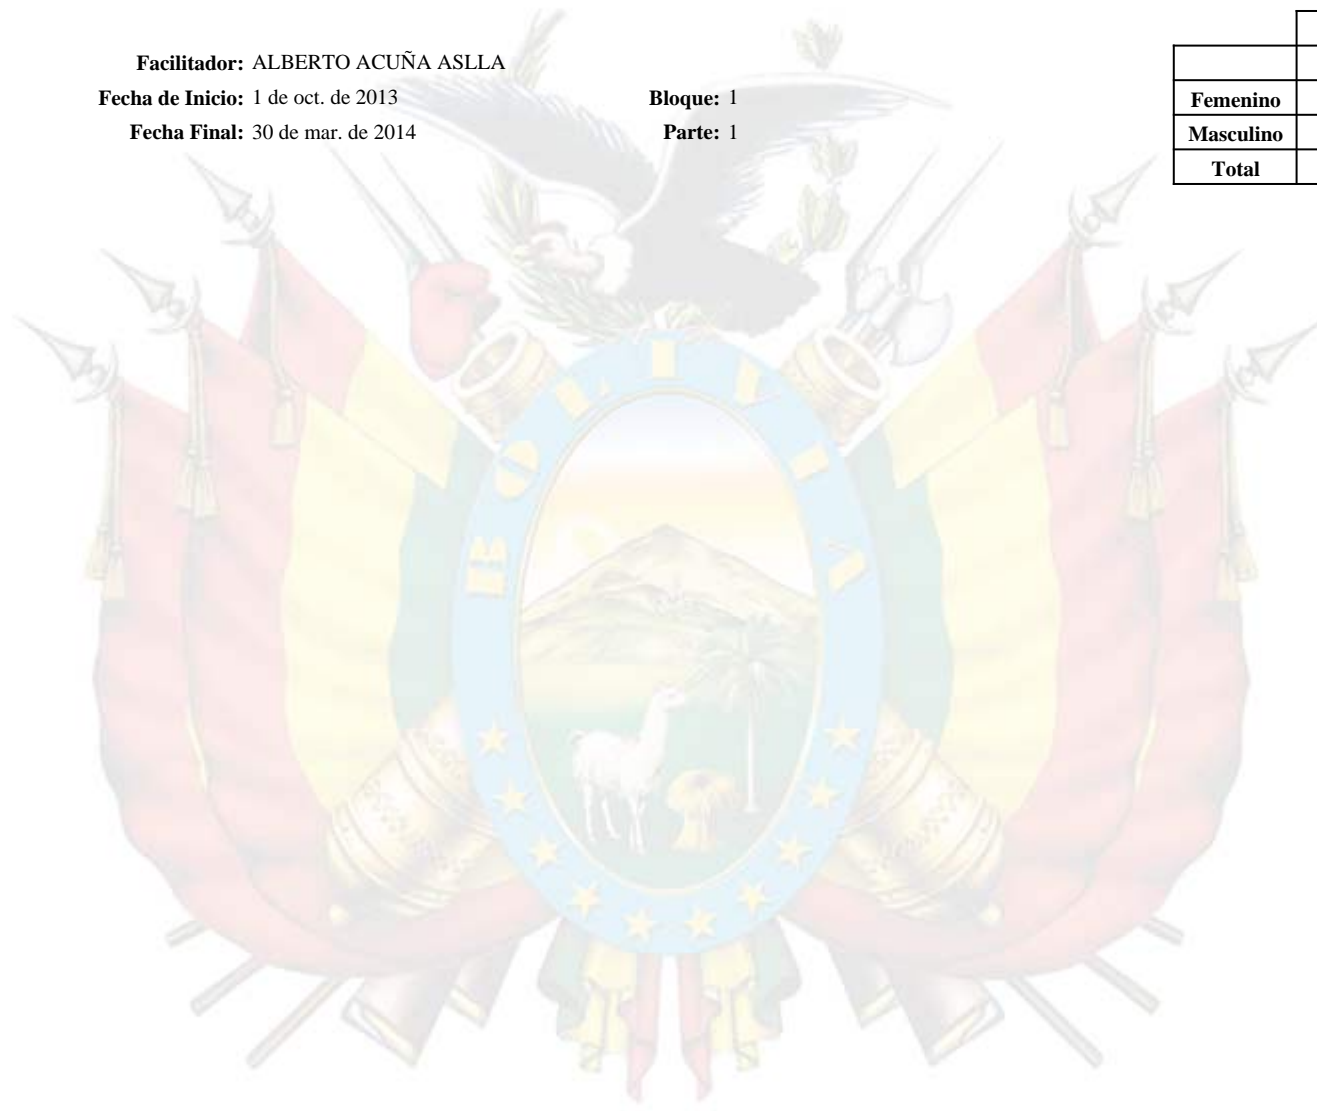 Facilitador: ALBERTO ACUÑA ASLLA
Fecha de Inicio: 1 de oct. de 2013 Bloque: 1
Fecha Final: 30 de mar. de 2014 Parte: 1
Femenino
Masculino
Total
BOLIVIA